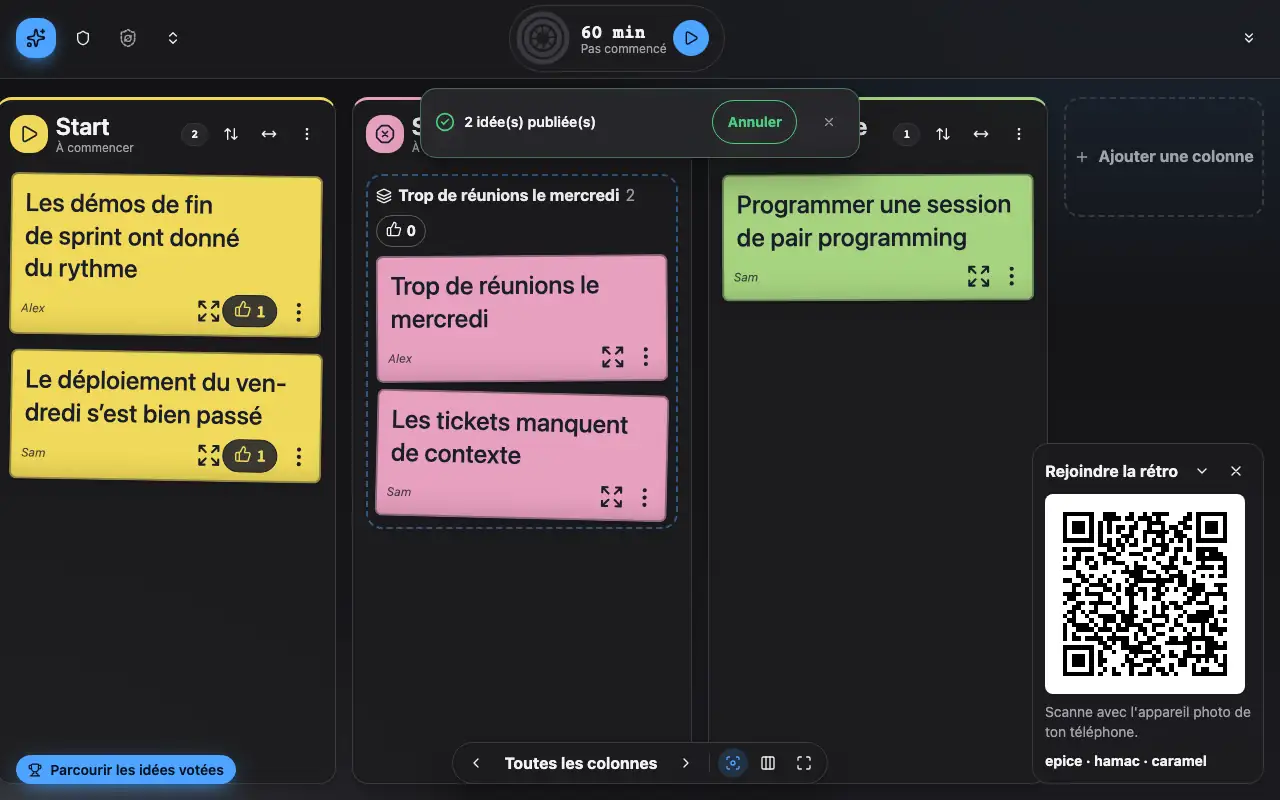 60 min
Pas commencé
2 idée(s) publiée(s)
Annuler
Start
À commencer
2
1
Ajouter une colonne
Les démos de fin
de sprint ont donné
du rythme
Alex
1
Le déploiement du ven-
dredi s’est bien passé
Sam
1
Trop de réunions le mercredi 2
0
Trop de réunions le
mercredi
Alex
Les tickets manquent
de contexte
Sam
Programmer une session
de pair programming
Sam
Rejoindre la rétro
Scanne avec l'appareil photo de
ton téléphone.
epice · hamac · caramel
Parcourir les idées votées
Toutes les colonnes